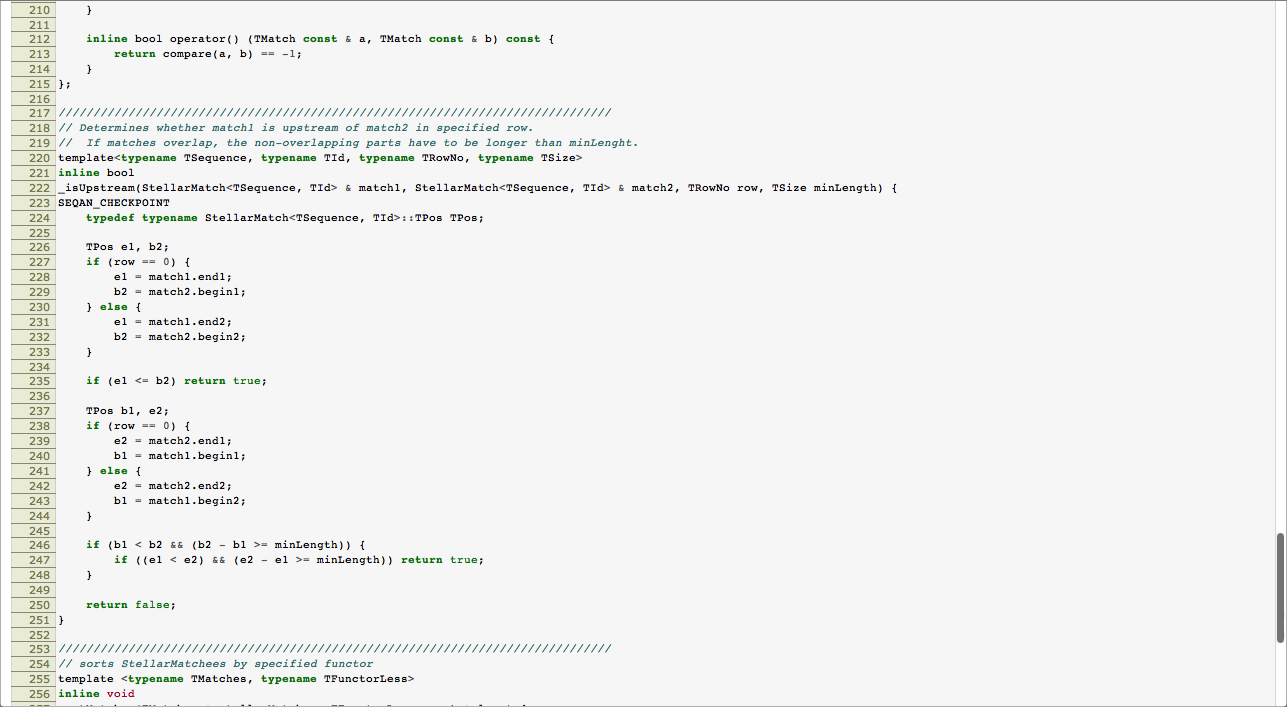 210     }
211
212     inline bool operator() (TMatch const & a, TMatch const & b) const {
213         return compare(a, b) == -1;
214     }
215 };
216
217 ///////////////////////////////////////////////////////////////////////////////
218 // Determines whether match1 is upstream of match2 in specified row.
219 //  If matches overlap, the non-overlapping parts have to be longer than minLenght.
220 template<typename TSequence, typename TId, typename TRowNo, typename TSize>
221 inline bool
222 _isUpstream(StellarMatch<TSequence, TId> & match1, StellarMatch<TSequence, TId> & match2, TRowNo row, TSize minLength) {
223 SEQAN_CHECKPOINT
224     typedef typename StellarMatch<TSequence, TId>::TPos TPos;
225
226     TPos e1, b2;
227     if (row == 0) {
228         e1 = match1.end1;
229         b2 = match2.begin1;
230     } else {
231         e1 = match1.end2;
232         b2 = match2.begin2;
233     }
234
235     if (e1 <= b2) return true;
236
237     TPos b1, e2;
238     if (row == 0) {
239         e2 = match2.end1;
240         b1 = match1.begin1;
241     } else {
242         e2 = match2.end2;
243         b1 = match1.begin2;
244     }
245
246     if (b1 < b2 && (b2 - b1 >= minLength)) {
247         if ((e1 < e2) && (e2 - e1 >= minLength)) return true;
248     }
249
250     return false;
251 }
252
253 ///////////////////////////////////////////////////////////////////////////////
254 // sorts StellarMatchees by specified functor
255 template <typename TMatches, typename TFunctorLess>
256 inline void